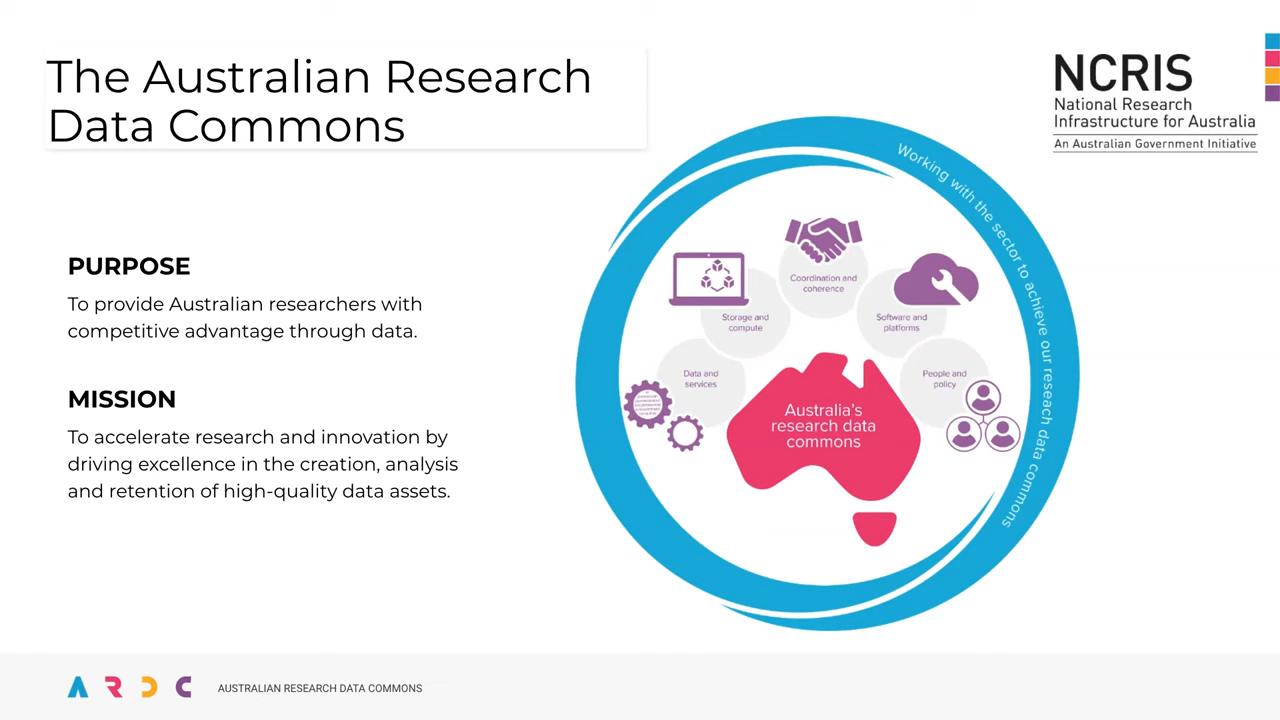 The Australian Research
Data Commons
NCRIS
National Research
Infrastructure for Australia
An Australian Government Initiative
PURPOSE
To provide Australian researchers with
competitive advantage through data.
MISSION
To accelerate research and innovation by
driving excellence in the creation, analysis
and retention of high-quality data assets.
Working with the sector to achieve our reseach data commons
Coordination and
coherence
Storage and
compute
Software and
platforms
Data and
services
People and
policy
Australia's
research data
commons
ARDC
AUSTRALIAN RESEARCH DATA COMMONS